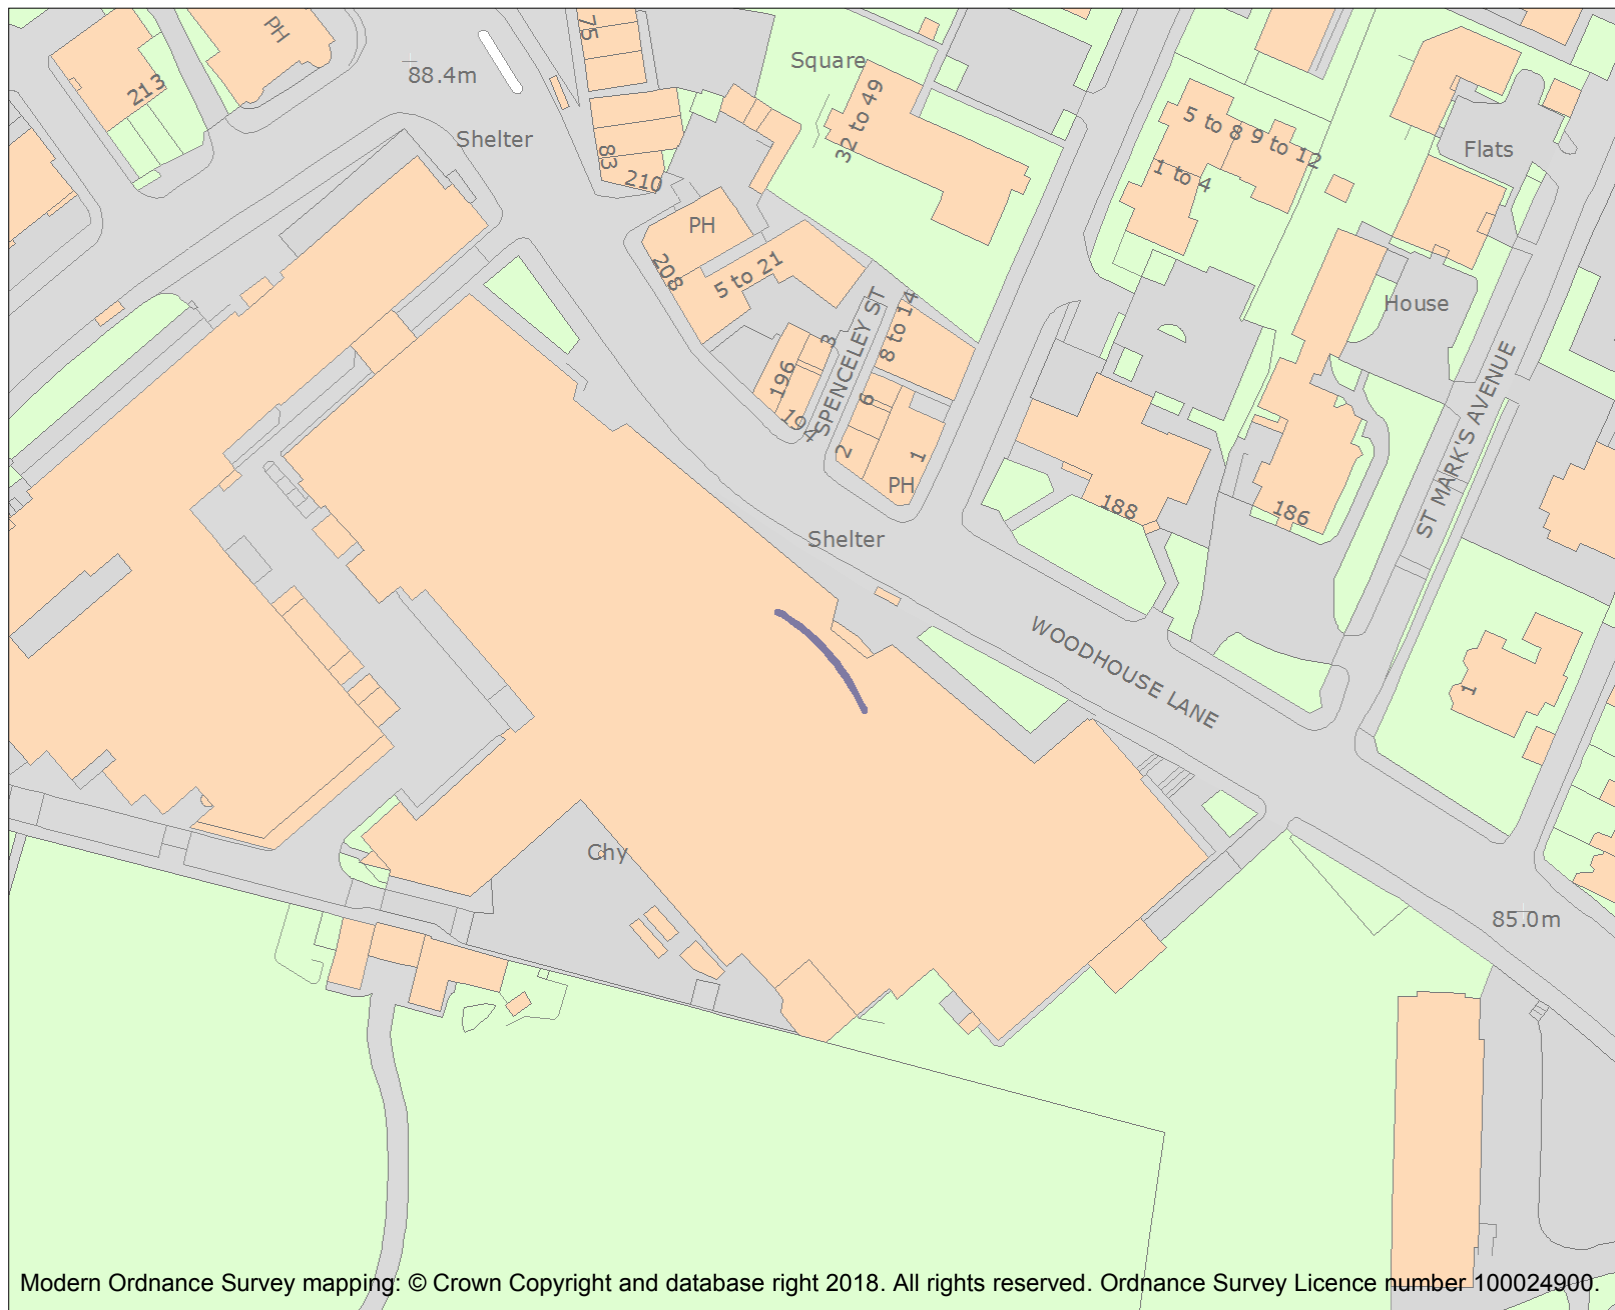 PH
75
213
88.4m
Square
Shelter
32 to 49
83
210
5 to 8
9 to 12
1 to 4
Flats
PH
208
5 to 21
SPENCELEY ST
8 to 14
House
3
196
194
6
2
1
PH
188
186
ST MARK'S AVENUE
Shelter
WOODHOUSE LANE
1
Chy
85.0m
Modern Ordnance Survey mapping: © Crown Copyright and database right 2018. All rights reserved. Ordnance Survey Licence number 100024900.